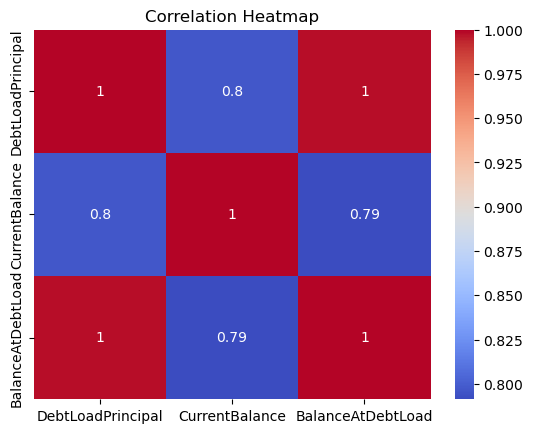 Correlation Heatmap
DebtLoadPrincipal
CurrentBalance
BalanceAtDebtLoad
1
0.8
1
0.8
1
0.79
1
0.79
1
DebtLoadPrincipal
CurrentBalance
BalanceAtDebtLoad
1.000
0.975
0.950
0.925
0.900
0.875
0.850
0.825
0.800